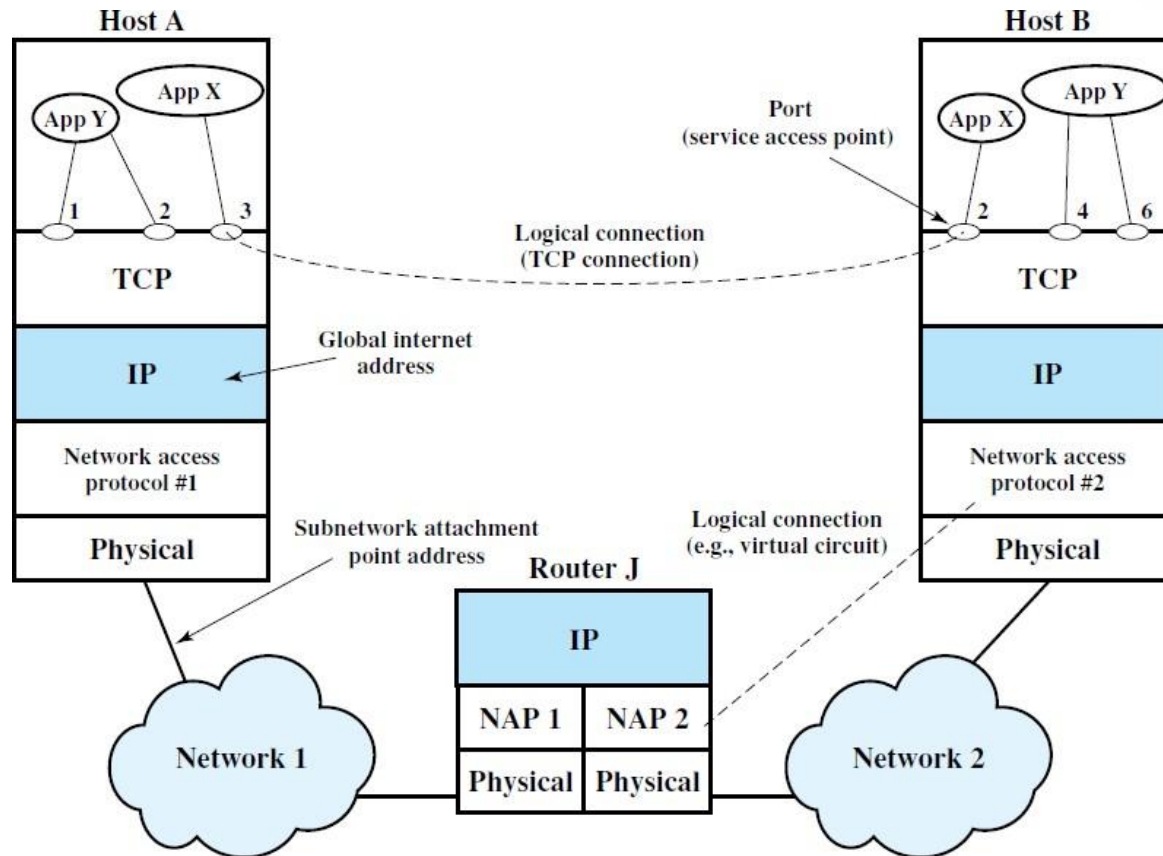 Host A
Host B
App X
App Y
1
2
3
Port
(service access point)
App X
App Y
2
4
6
Logical connection
(TCP connection)
TCP
TCP
Global internet
address
IP
IP
Network access
protocol #1
Network access
protocol #2
Subnetwork attachment
point address
Logical connection
(e.g., virtual circuit)
Physical
Physical
Router J
IP
NAP 1
NAP 2
Physical
Physical
Network 1
Network 2